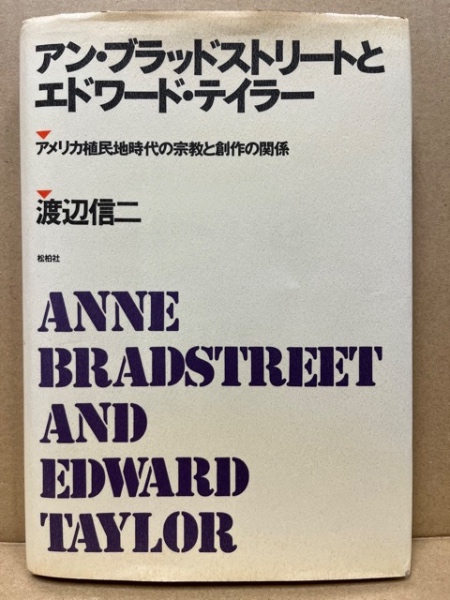 アン・ブラッドストリートと
エドワード・テイラー
アメリカ植民地時代の宗教と創作の関係
渡辺信二
松柏社
ANNE
BRADSTREET
AND
EDWARD
TAYLOR